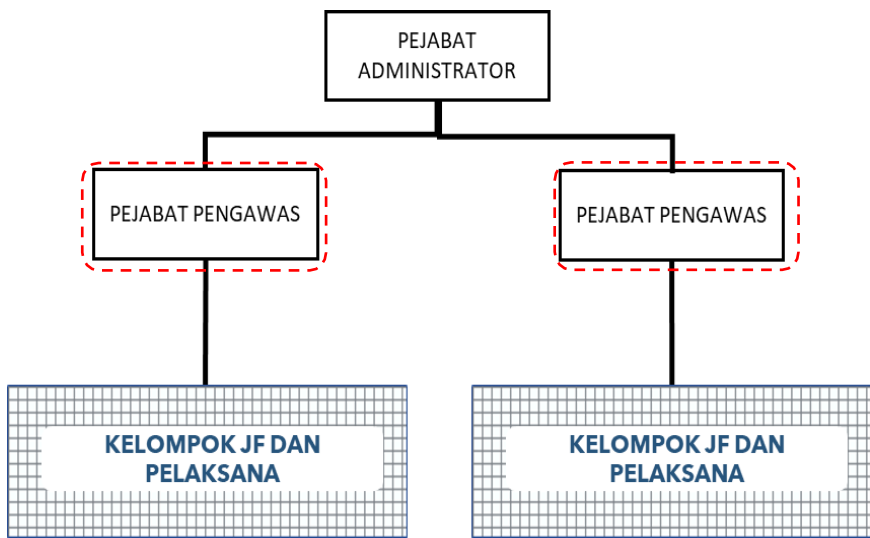 PEJABAT
ADMINISTRATOR
PEJABAT PENGAWAS
PEJABAT PENGAWAS
KELOMPOK JF DAN
PELAKSANA
KELOMPOK JF DAN
PELAKSANA